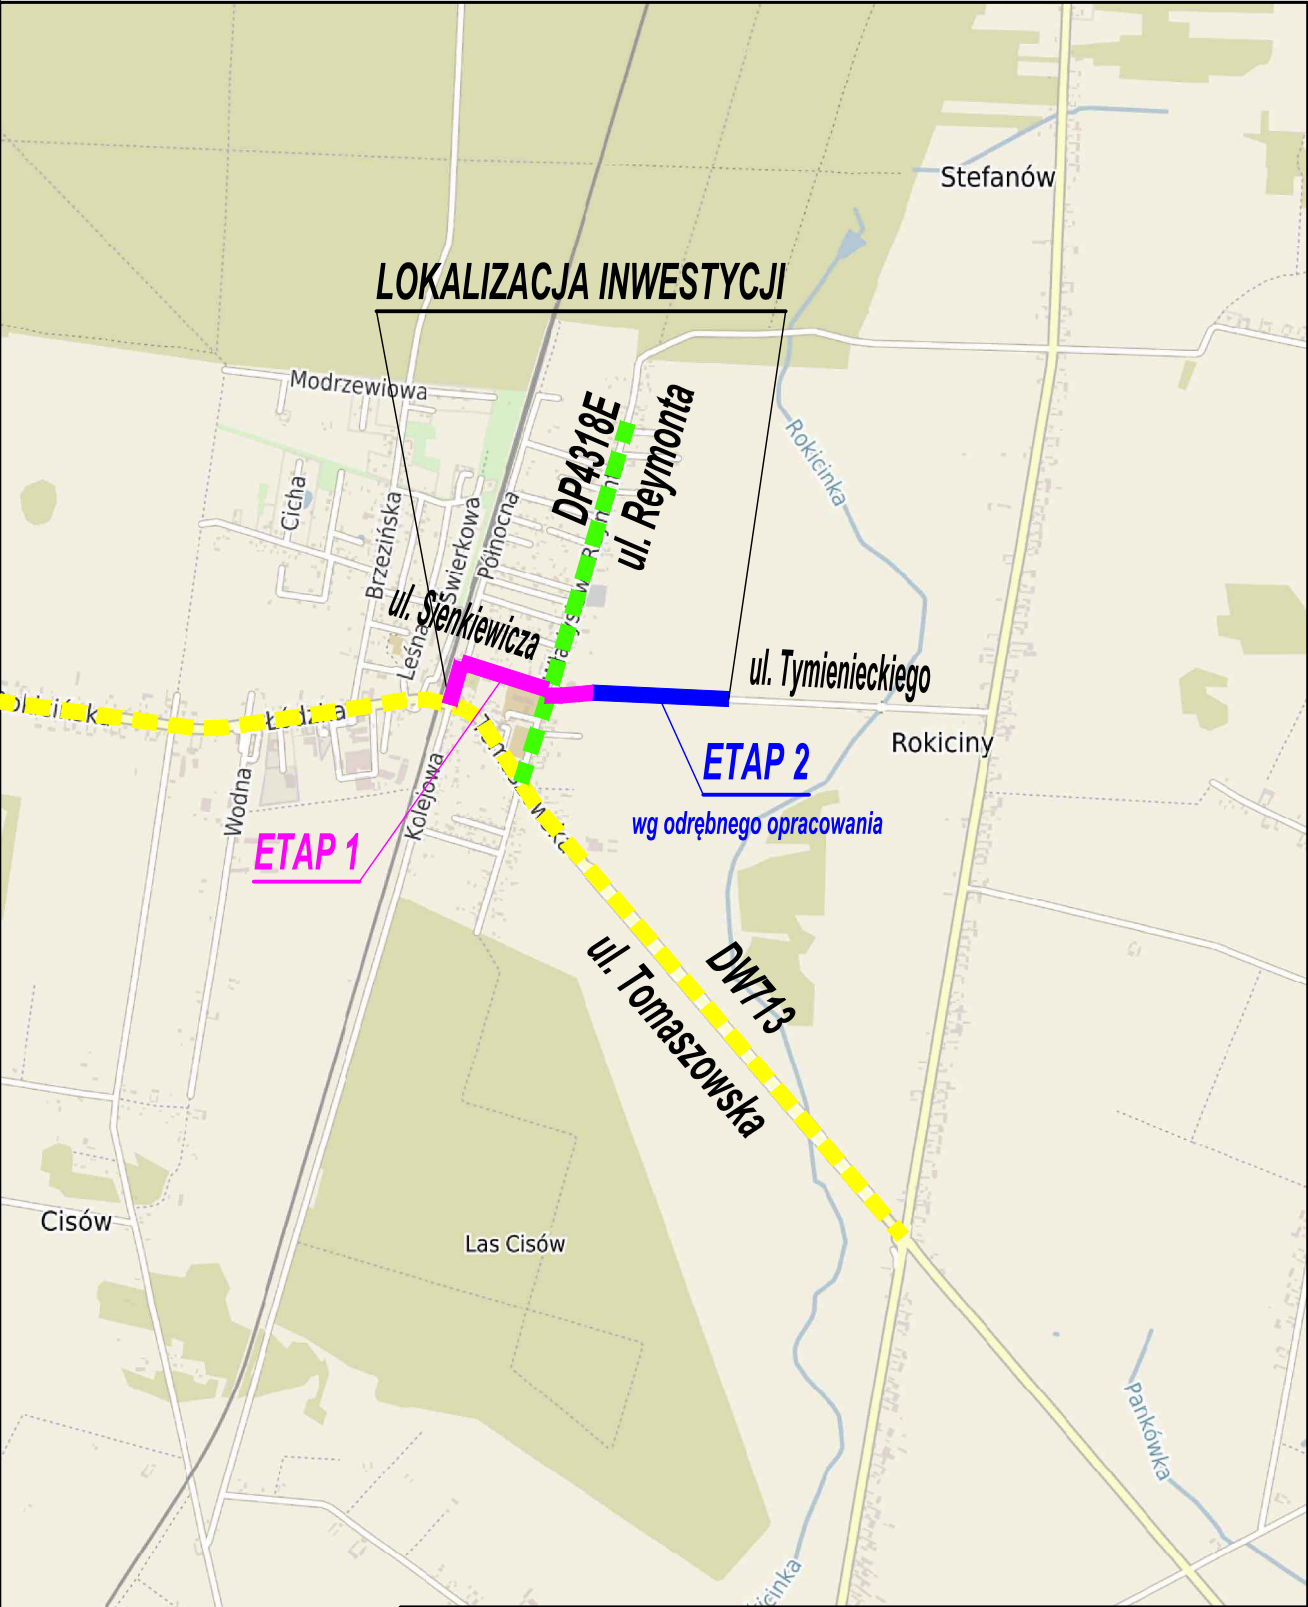 Stefanów
LOKALIZACJA INWESTYCJI
Modrzewiowa
DP4318E
ul. Reymonta
Rokicinka
Cicha
Brzezińska
Świerkowa
Północna
Leśna
ul. Sienkiewicza
ul. Tymienieckiego
Łódzka
Rokiciny
ETAP 2
wg odrębnego opracowania
Wodna
Kolejowa
ETAP 1
DW713
ul. Tomaszowska
Cisów
Las Cisów
Pankówka